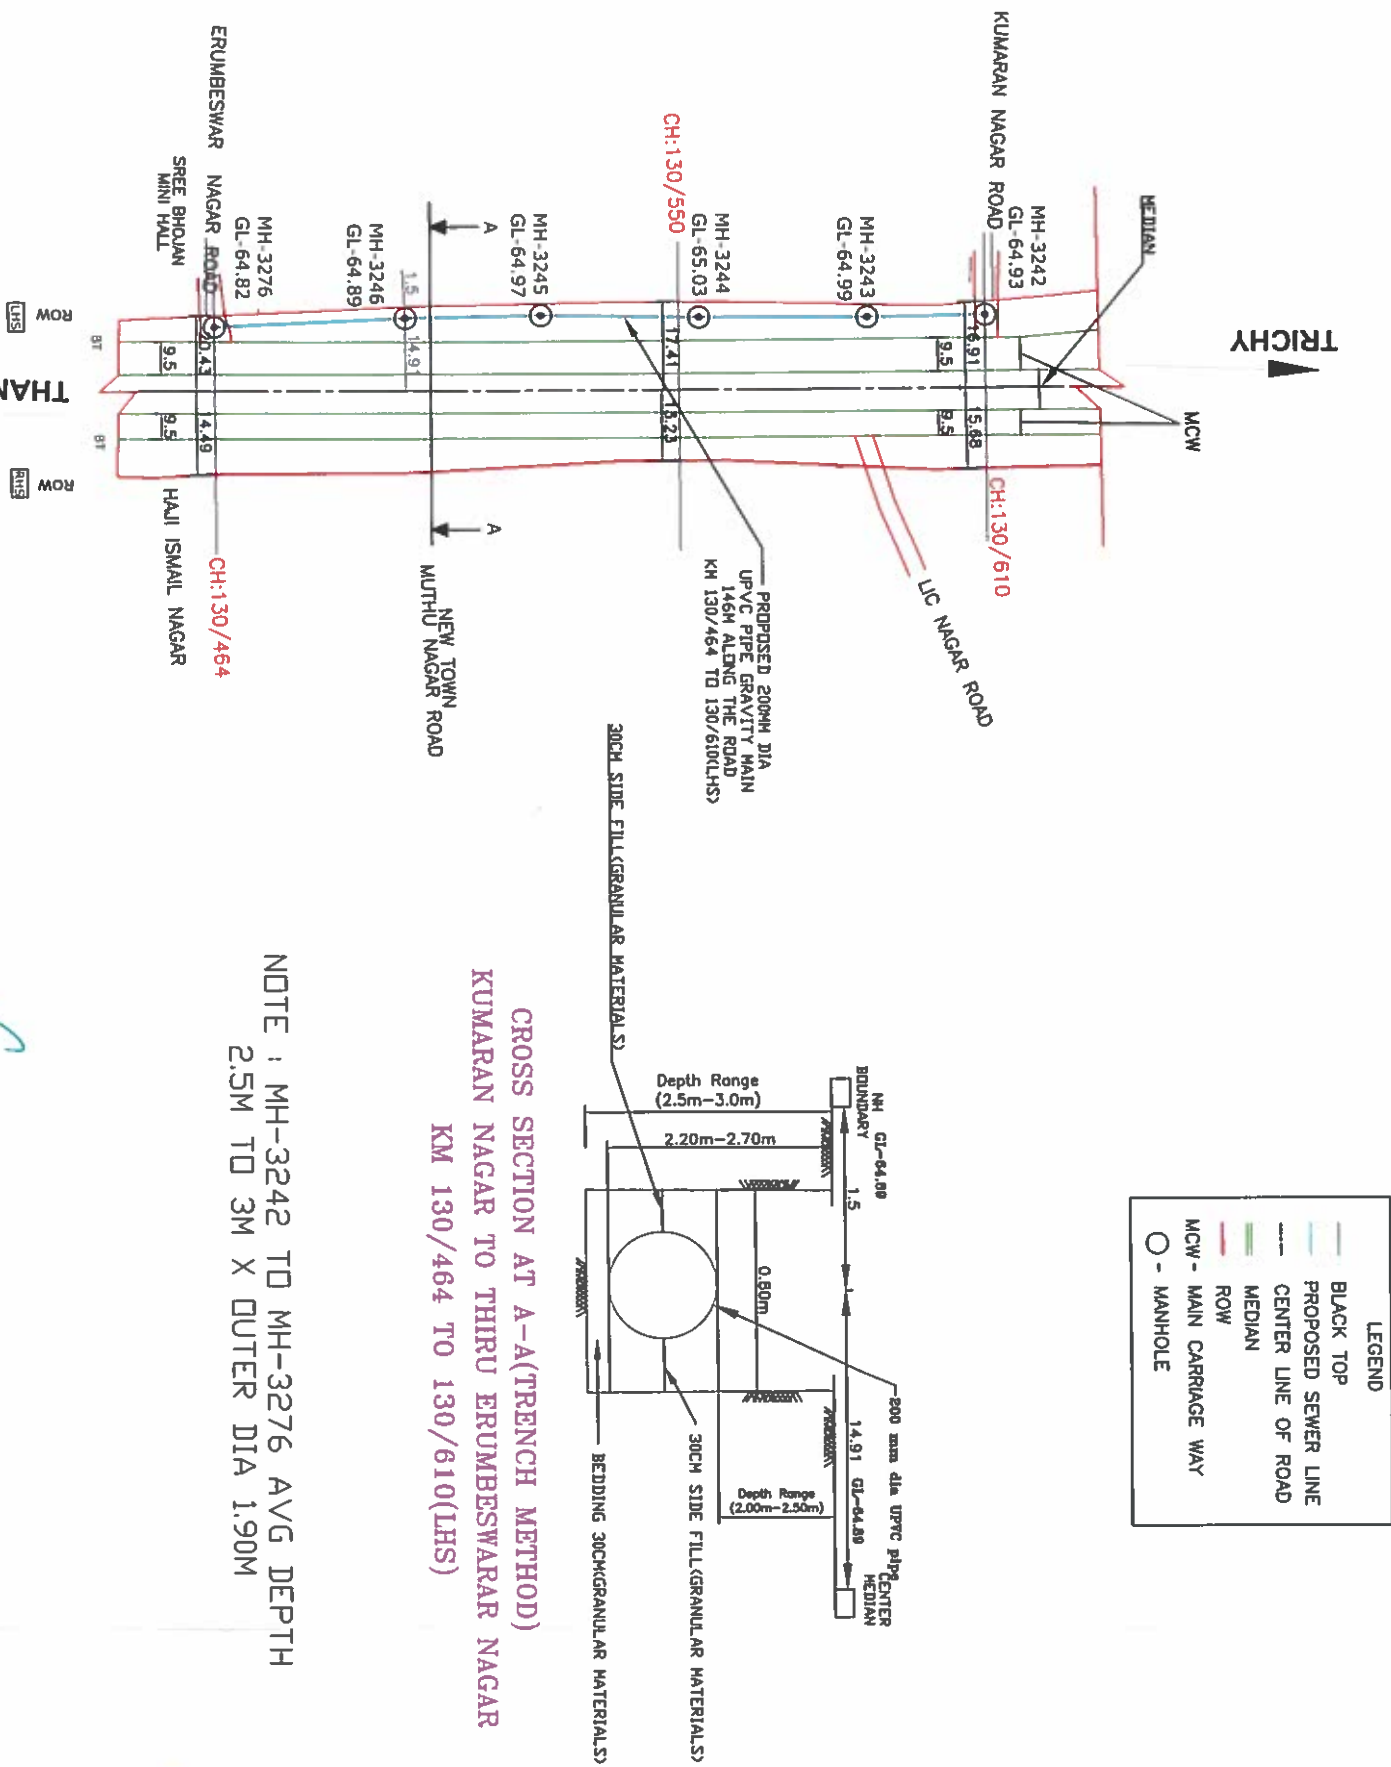 TRICHY
MEDIAN
MCW
KUMARAN NAGAR ROAD
MH-3242
GL-64.93
16.91
15.68
9.5
9.5
CH:130/610
LIC NAGAR ROAD
MH-3243
GL-64.99
MH-3244
GL-65.03
CH:130/550
17.41
PROPOSED 200MM DIA
UPVC PIPE GRAVITY MAIN
146M ALONG THE ROAD
KM 130/464 TO 130/610(LHS)
MH-3245
GL-64.97
A
A
NEW TOWN
MUTHU NAGAR ROAD
MH-3246
GL-64.89
1.5
14.91
MH-3276
GL-64.82
ERUMBESWAR NAGAR ROAD
20.43
14.49
9.5
9.5
CH:130/464
SREE BHOJAN
MINI HALL
HAJI ISMAIL NAGAR
ROW
LHS
BT
THAN
BT
ROW
RHS
LEGEND
BLACK TOP
PROPOSED SEWER LINE
CENTER LINE OF ROAD
MEDIAN
ROW
MCW - MAIN CARRIAGE WAY
- MANHOLE
NH
BOUNDARY
GL-64.89
1.5
14.91 GL-64.89
CENTER
MEDIAN
200 mm dia UPVC pipe
Depth Range
(2.5m-3.0m)
2.20m-2.70m
0.80m
Depth Range
(2.00m-2.50m)
30CM SIDE FILL(GRANULAR MATERIALS)
30CM SIDE FILL(GRANULAR MATERIALS)
BEDDING 30CM(GRANULAR MATERIALS)
CROSS SECTION AT A-A(TRENCH METHOD)
KUMARAN NAGAR TO THIRU ERUMBESWARAR NAGAR
KM 130/464 TO 130/610(LHS)
NOTE : MH-3242 TO MH-3276 AVG DEPTH
2.5M TO 3M X OUTER DIA 1.90M